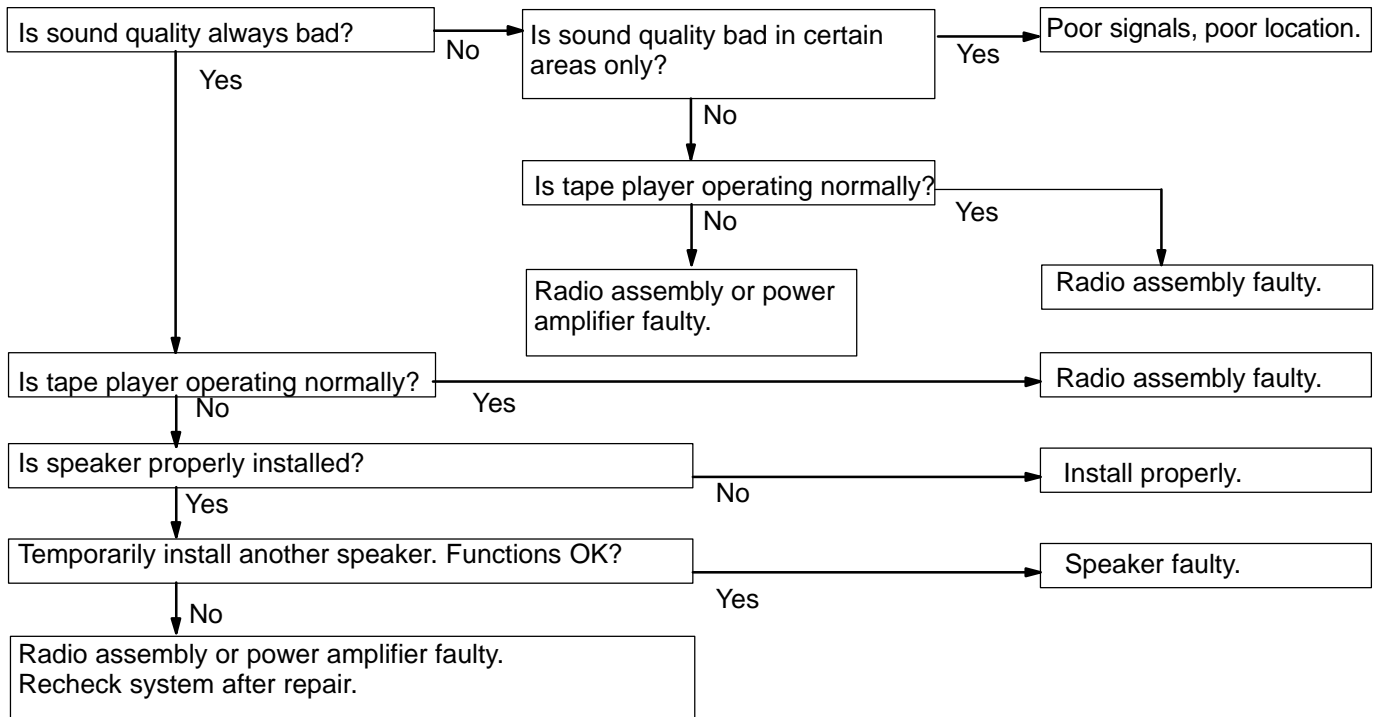 Is sound quality always bad?
No
Is sound quality bad in certain
areas only?
Yes
Poor signals, poor location.
Yes
No
Is tape player operating normally?
Yes
No
Radio assembly or power
amplifier faulty.
Radio assembly faulty.
Is tape player operating normally?
Yes
Radio assembly faulty.
No
Is speaker properly installed?
No
Install properly.
Yes
Temporarily install another speaker. Functions OK?
Yes
Speaker faulty.
No
Radio assembly or power amplifier faulty.
Recheck system after repair.